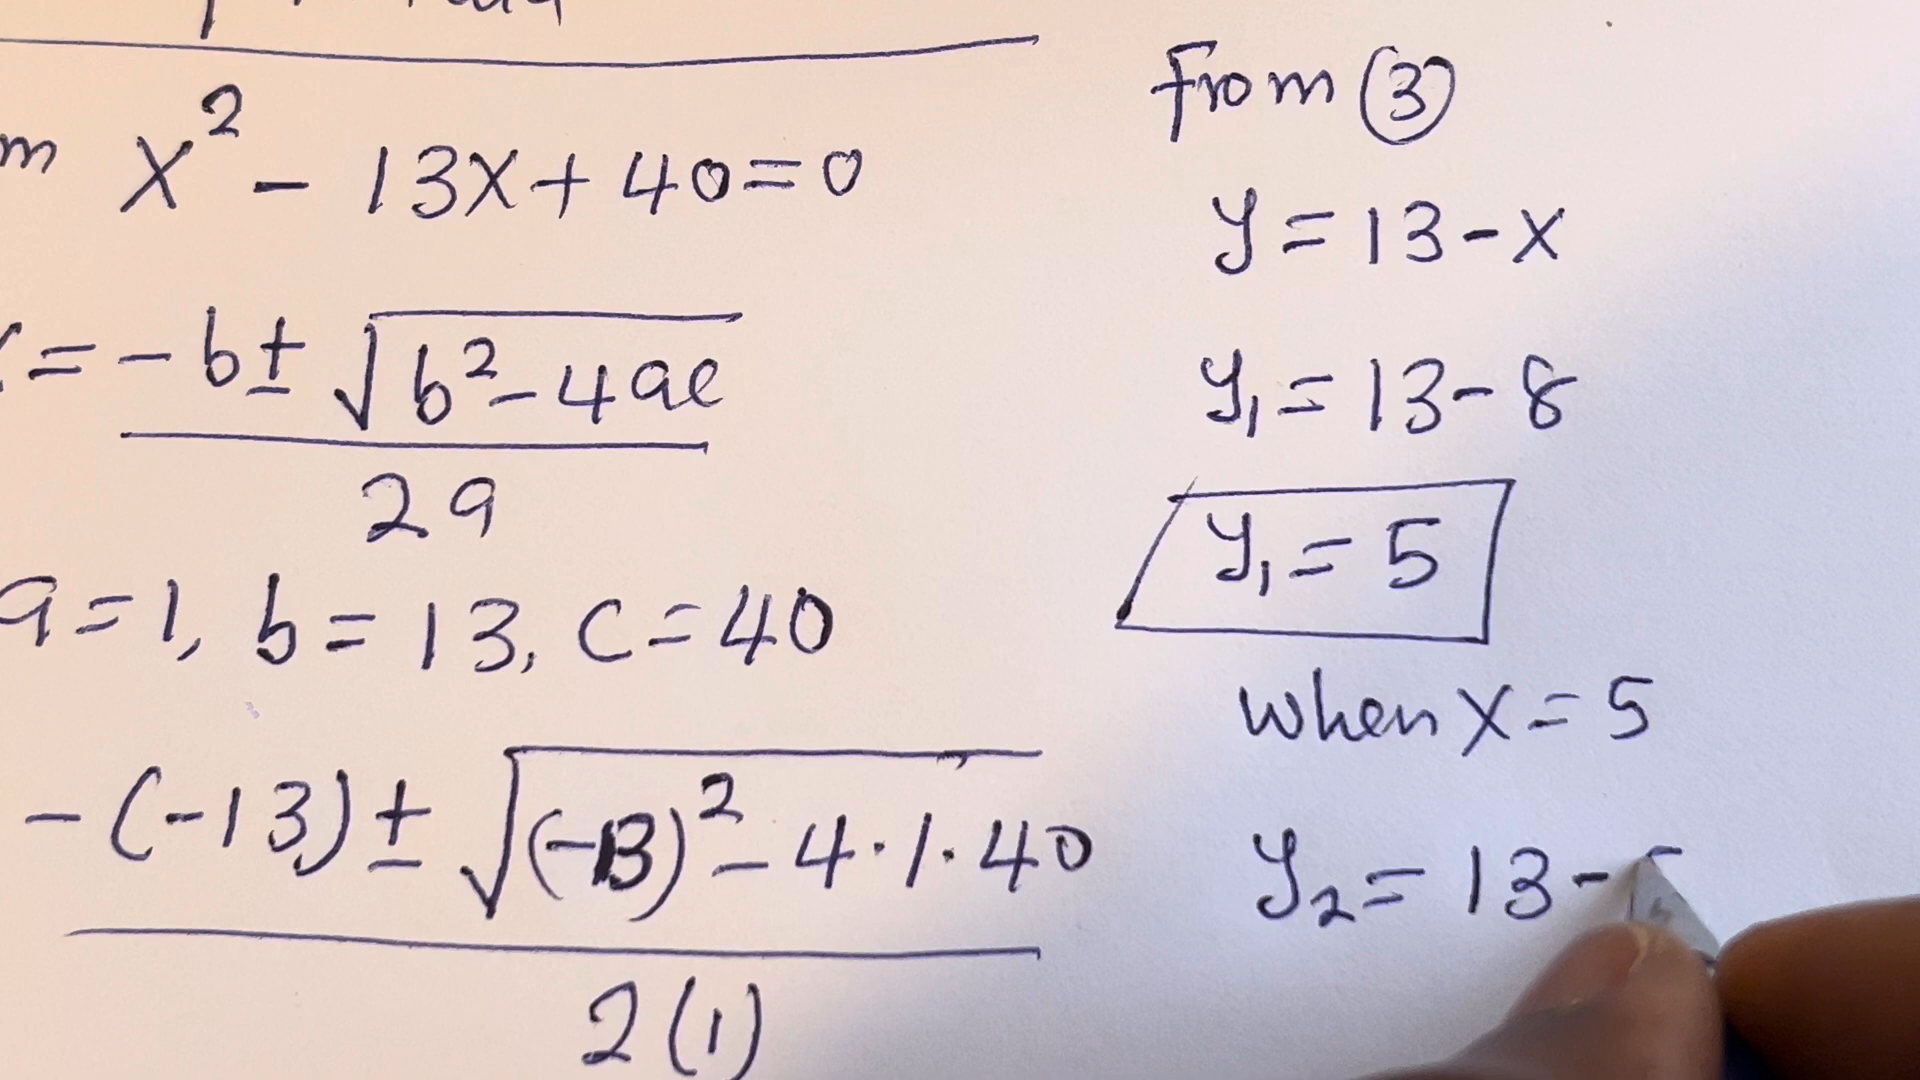 m x² - 13x + 40 = 0
x = -b ± √(b² - 4ac)
2a
a = 1, b = 13, c = 40
-(-13) ± √((-13)² - 4·1·40)
2(1)
From ③
y = 13 - x
y₁ = 13 - 8
y₁ = 5
when x = 5
y₂ = 13 -